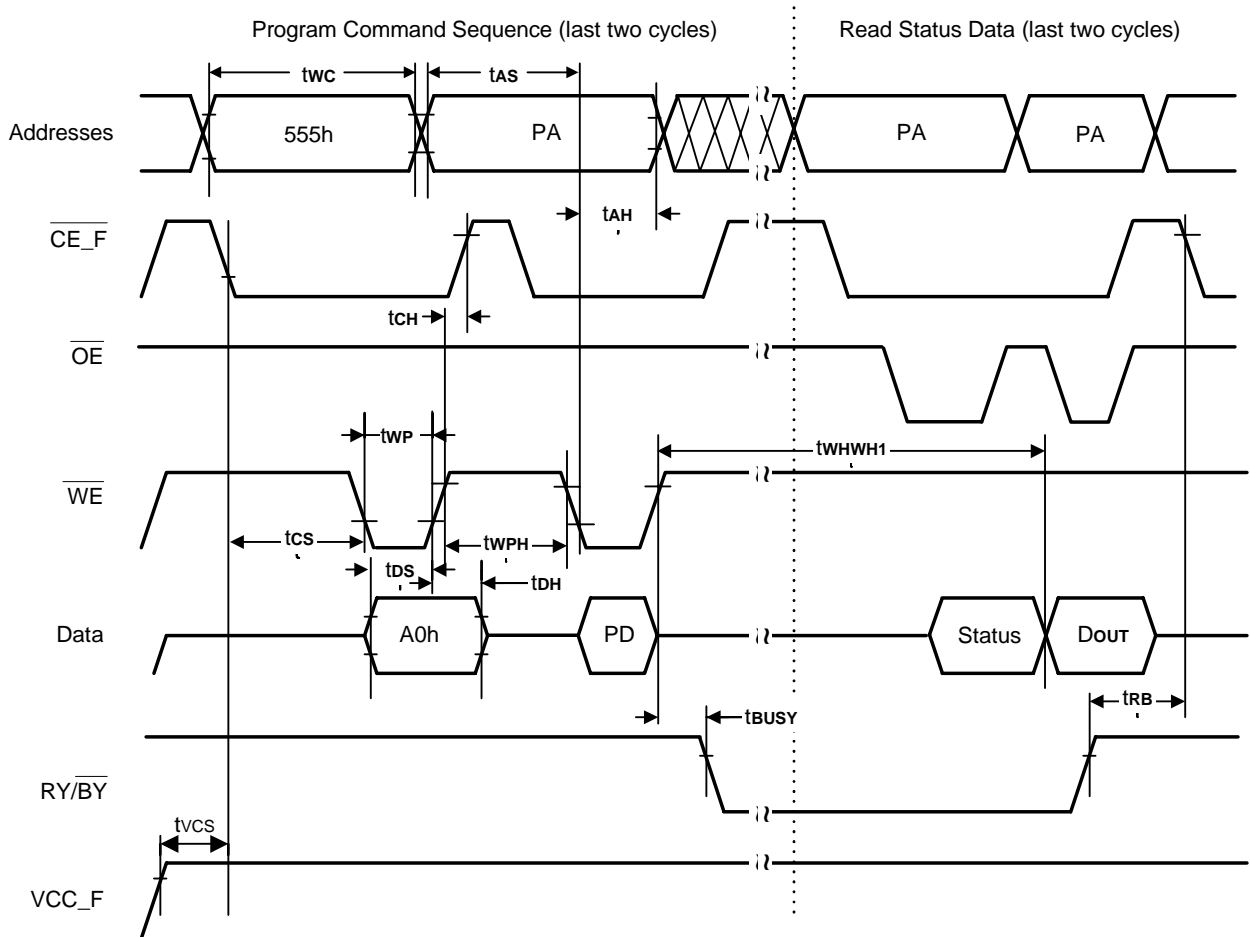 Program Command Sequence (last two cycles)
Read Status Data (last two cycles)
tWC
tAS
Addresses
555h
PA
PA
PA
tAH
CE_F
tCH
OE
tWP
tWHWH1
WE
tCS
tWPH
tDS
tDH
Data
A0h
PD
Status
DOUT
tRB
tBUSY
RY/BY
tVCS
VCC_F